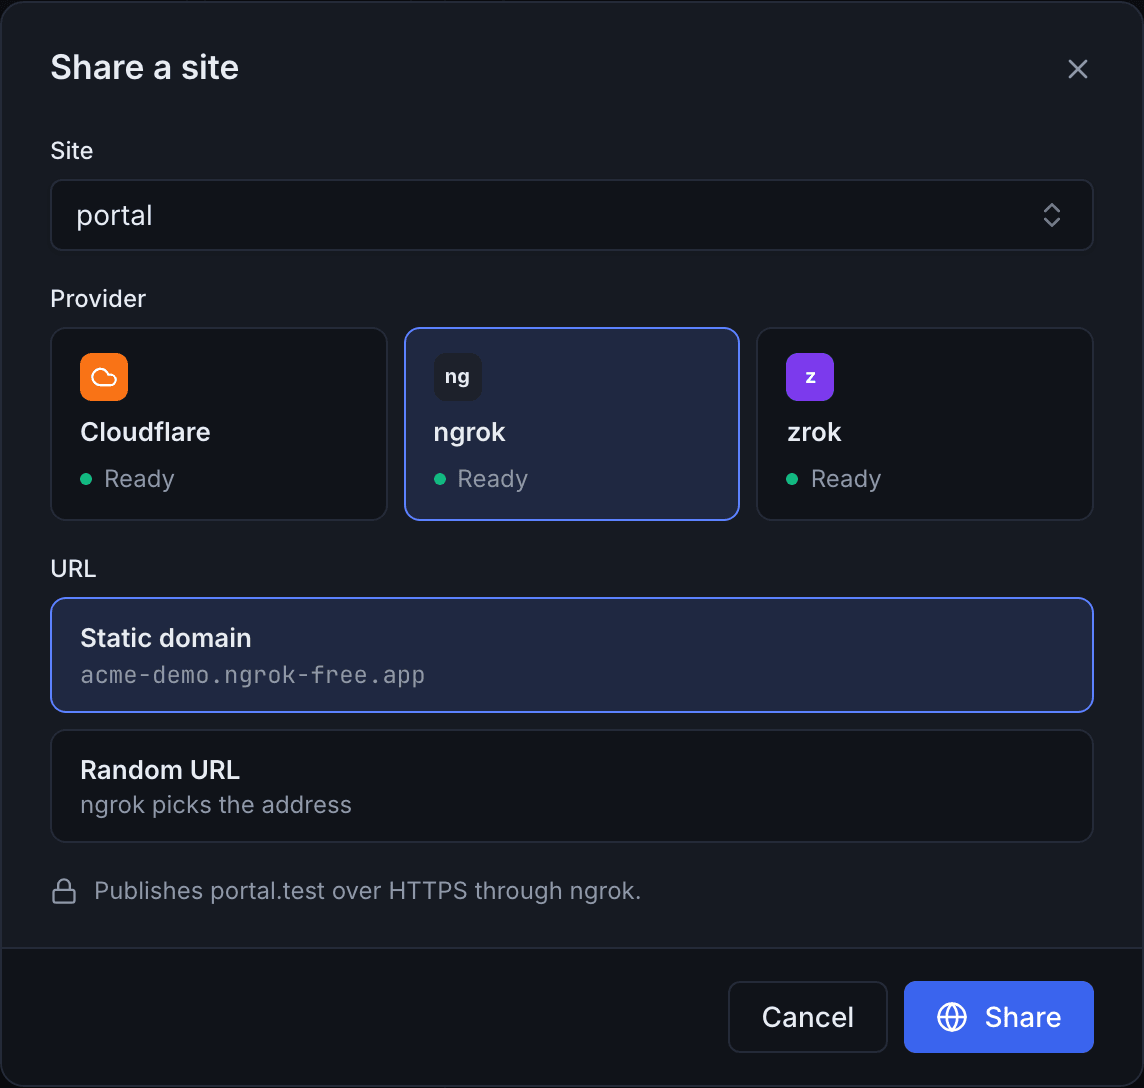 Share a site
Site
portal
Provider
Cloudflare
Ready
ng
ngrok
Ready
z
zrok
Ready
URL
Static domain
acme-demo.ngrok-free.app
Random URL
ngrok picks the address
Publishes portal.test over HTTPS through ngrok.
Cancel
Share